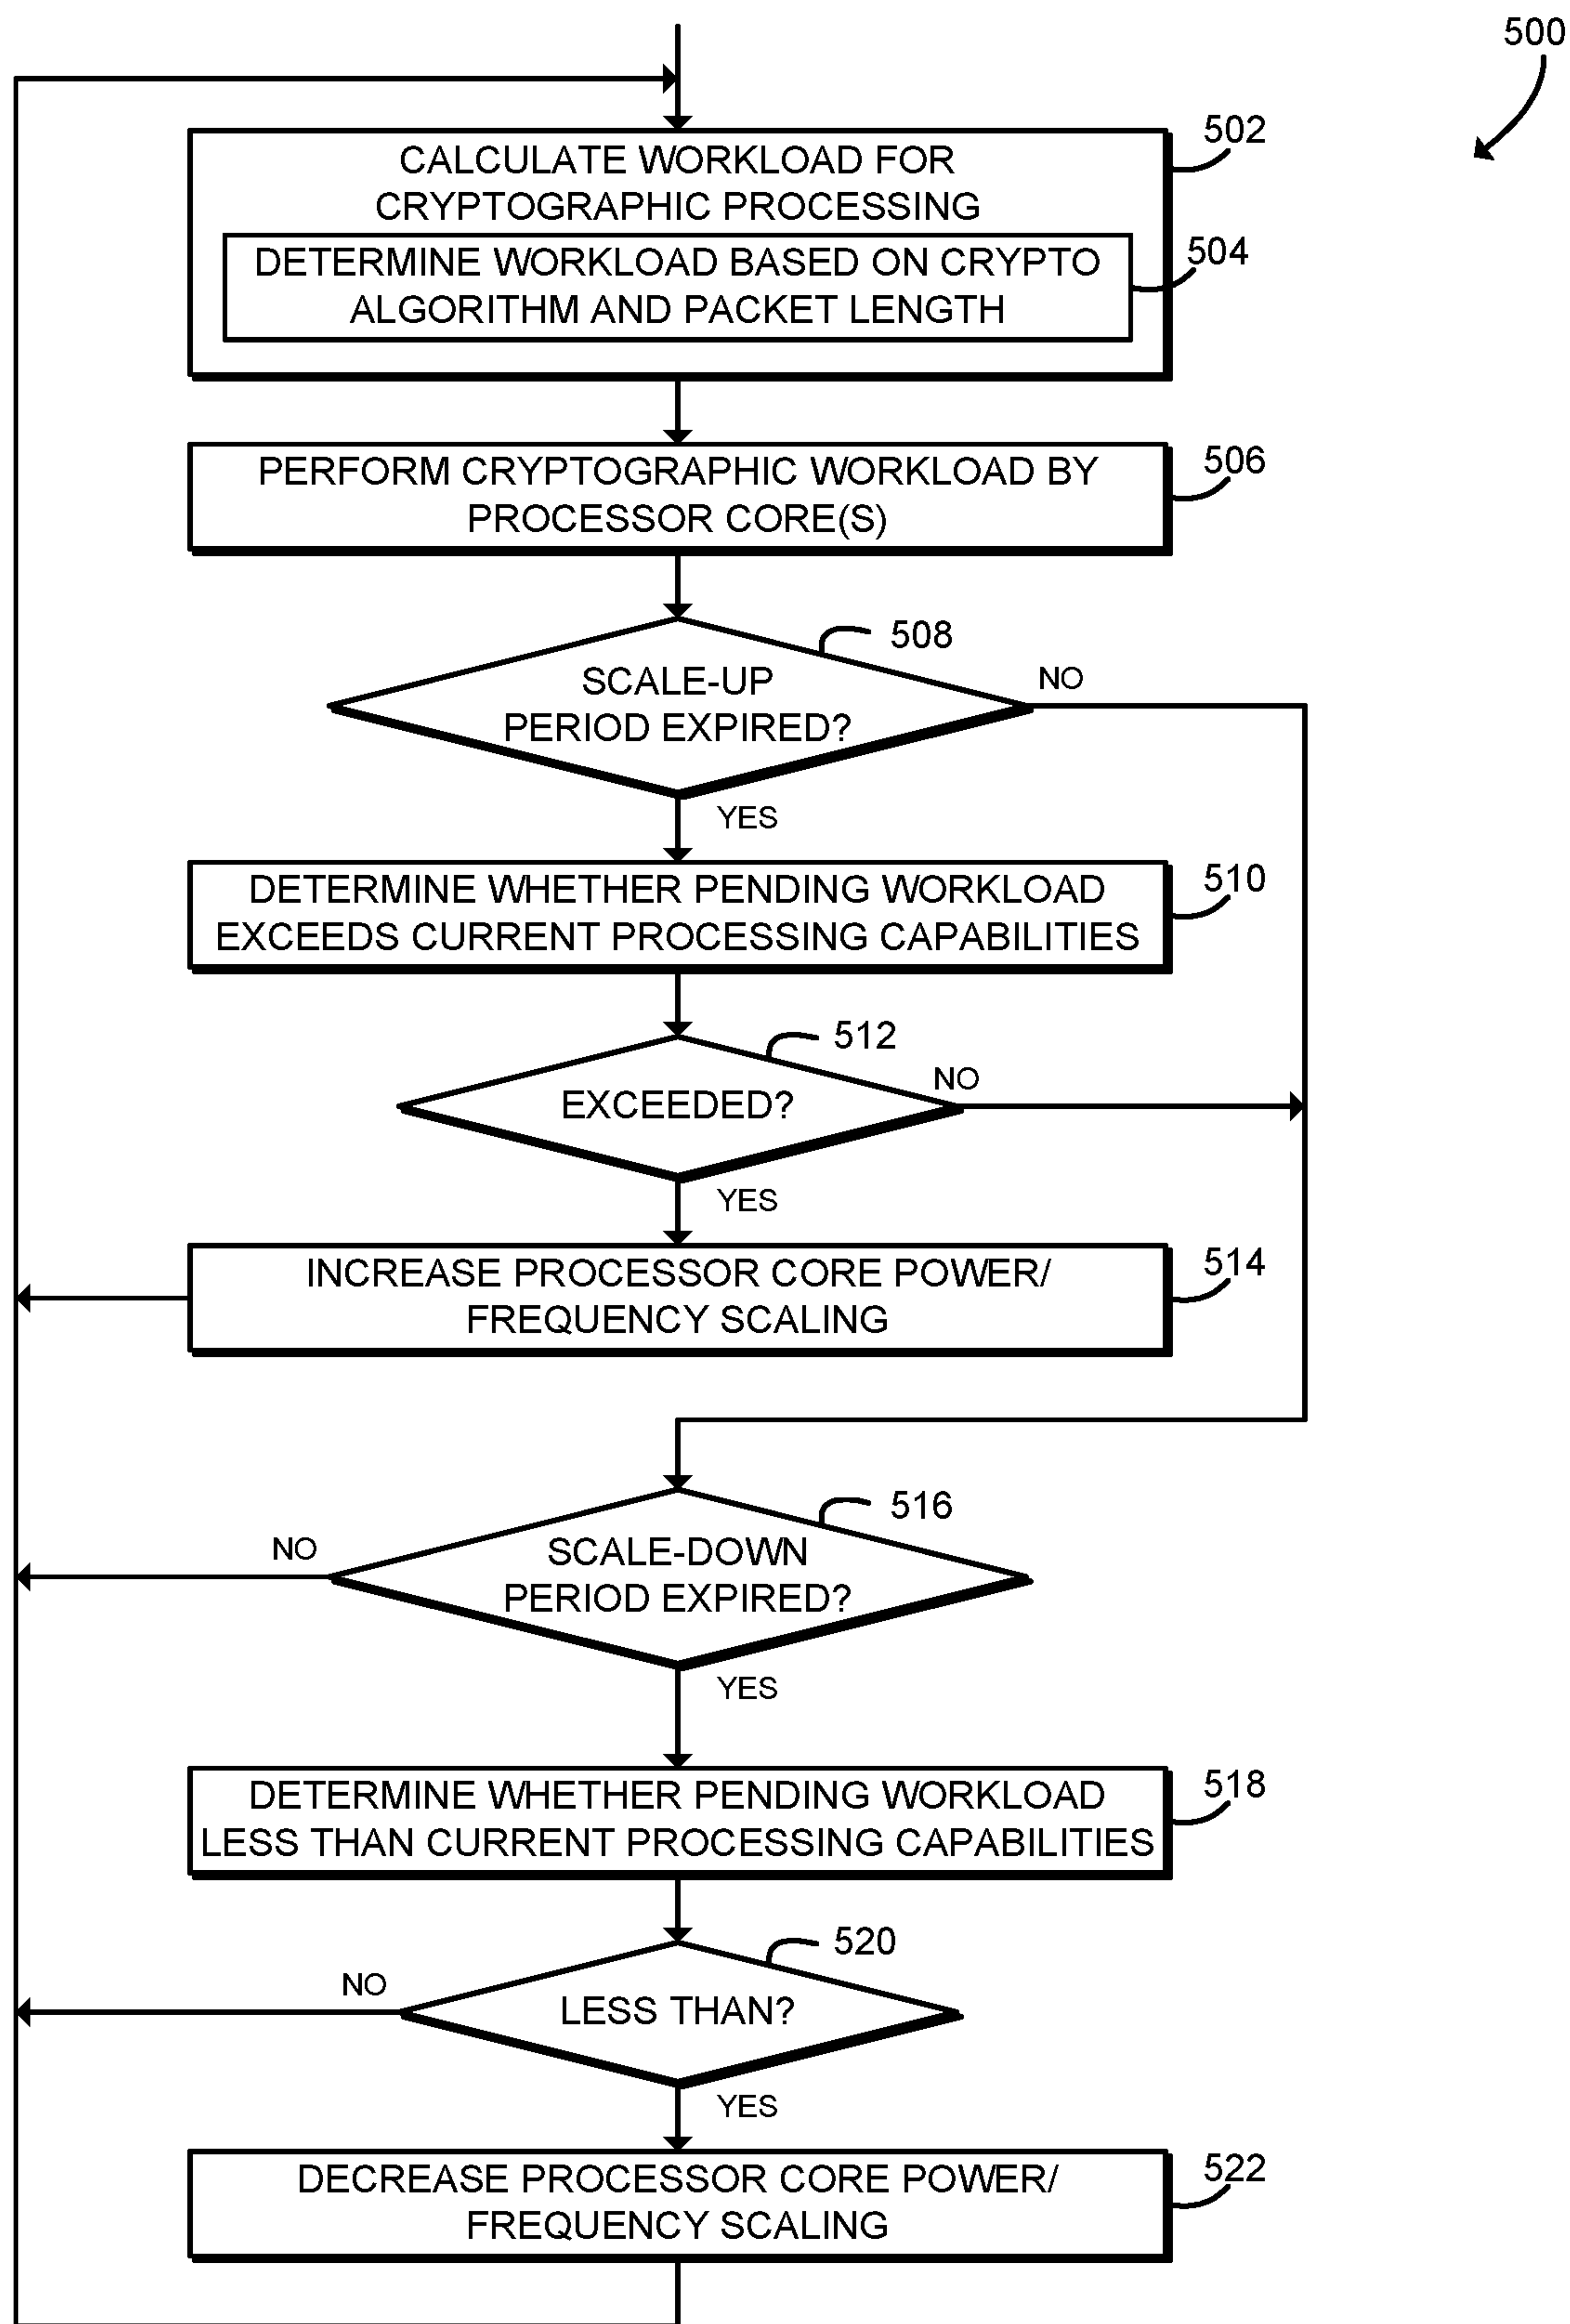 500
502
CALCULATE WORKLOAD FOR
CRYPTOGRAPHIC PROCESSING
504
DETERMINE WORKLOAD BASED ON CRYPTO
ALGORITHM AND PACKET LENGTH
506
PERFORM CRYPTOGRAPHIC WORKLOAD BY
PROCESSOR CORE(S)
508
SCALE-UP
PERIOD EXPIRED?
NO
YES
510
DETERMINE WHETHER PENDING WORKLOAD
EXCEEDS CURRENT PROCESSING CAPABILITIES
512
EXCEEDED?
NO
YES
514
INCREASE PROCESSOR CORE POWER/
FREQUENCY SCALING
516
SCALE-DOWN
PERIOD EXPIRED?
NO
YES
518
DETERMINE WHETHER PENDING WORKLOAD
LESS THAN CURRENT PROCESSING CAPABILITIES
520
LESS THAN?
NO
YES
522
DECREASE PROCESSOR CORE POWER/
FREQUENCY SCALING